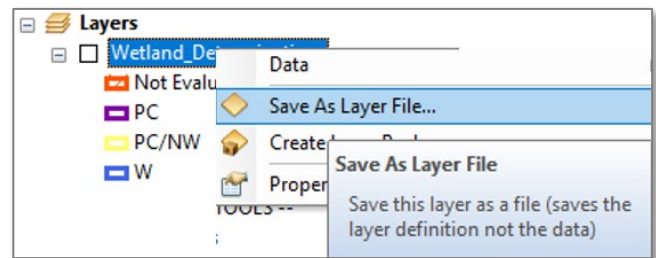 Layers
Wetland_De
Data
Not Evalu
Save As Layer File...
PC
PC/NW
Create
Save As Layer File
W
Proper
Save this layer as a file (saves the
layer definition not the data)